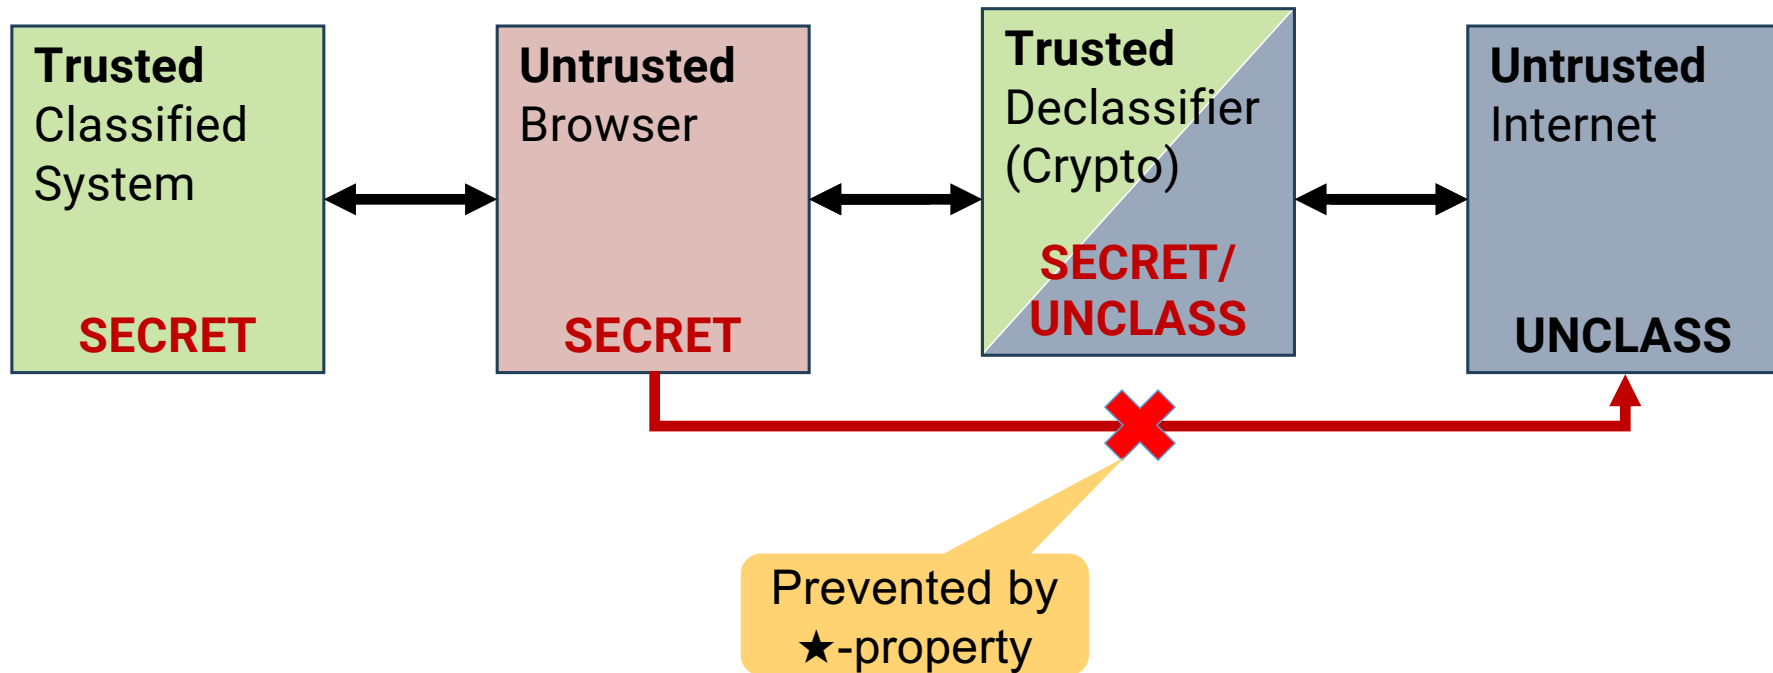 Trusted
Classified
System
SECRET
Untrusted
Browser
SECRET
Trusted
Declassifier
(Crypto)
SECRET/
UNCLASS
Untrusted
Internet
UNCLASS
Prevented by
★-property